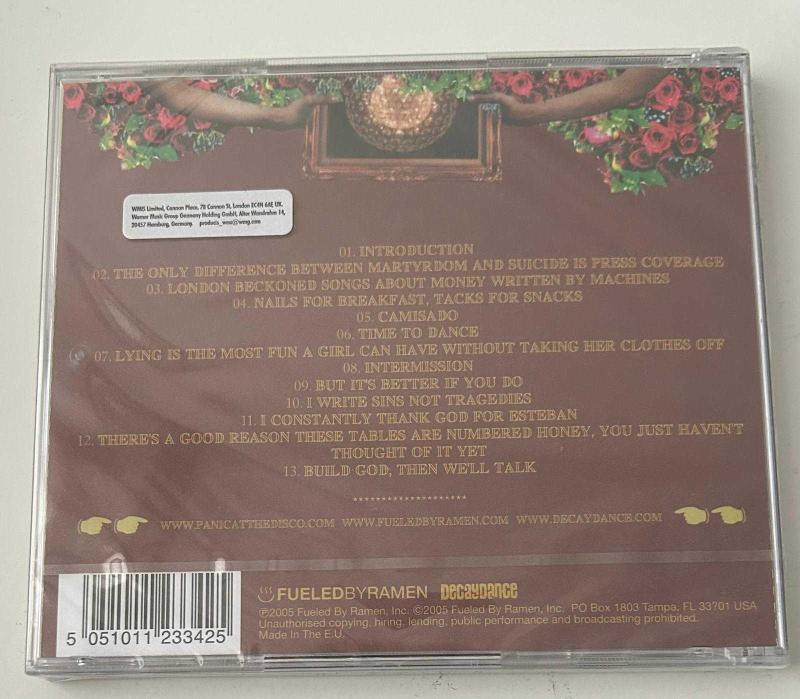 WMIS Limited, Cannon Place, 78 Cannon St, London EC4N 6AE UK.
Warner Music Group Germany Holding GmbH, Alter Wandrahm 14,
20457 Hamburg, Germany. products_wmo@wmg.com
01. INTRODUCTION
02. THE ONLY DIFFERENCE BETWEEN MARTYRDOM AND SUICIDE IS PRESS COVERAGE
03. LONDON BECKONED SONGS ABOUT MONEY WRITTEN BY MACHINES
04. NAILS FOR BREAKFAST, TACKS FOR SNACKS
05. CAMISADO
06. TIME TO DANCE
07. LYING IS THE MOST FUN A GIRL CAN HAVE WITHOUT TAKING HER CLOTHES OFF
08. INTERMISSION
09. BUT IT'S BETTER IF YOU DO
10. I WRITE SINS NOT TRAGEDIES
11. I CONSTANTLY THANK GOD FOR ESTEBAN
12. THERE'S A GOOD REASON THESE TABLES ARE NUMBERED HONEY, YOU JUST HAVEN'T
THOUGHT OF IT YET
13. BUILD GOD, THEN WE'LL TALK
********************
WWW.PANICATTHEDISCO.COM WWW.FUELEDBYRAMEN.COM WWW.DECAYDANCE.COM
FUELEDBYRAMEN DECAYDANCE
℗2005 Fueled By Ramen, Inc. ©2005 Fueled By Ramen, Inc. PO Box 1803 Tampa, FL 33701 USA
Unauthorised copying, hiring, lending, public performance and broadcasting prohibited.
Made In The E.U.
5 051011 233425